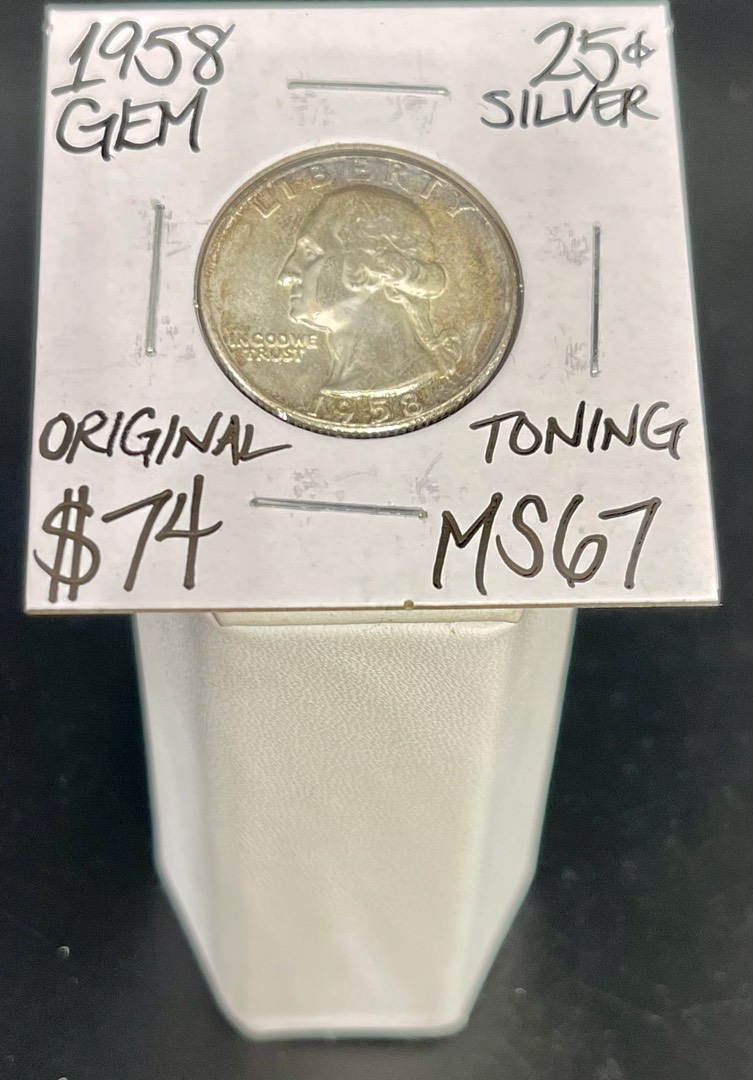 1958 25¢
GEM SILVER
LIBERTY
IN GOD WE
TRUST
1958
ORIGINAL TONING
$74 MS67